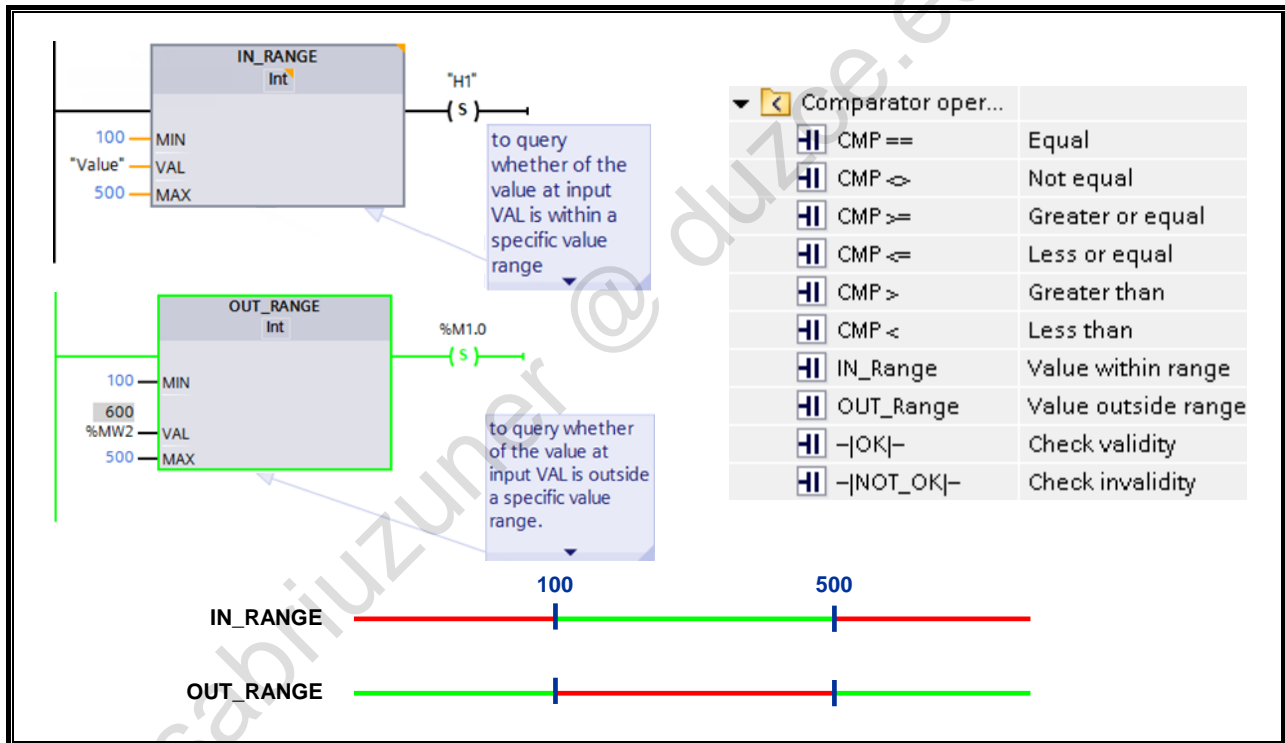 IN_RANGE
Int
"H1"
( S )
100
MIN
"Value"
VAL
500
MAX
to query
whether of the
value at input
VAL is within a
specific value
range
OUT_RANGE
Int
%M1.0
( S )
100
MIN
600
%MW2
VAL
500
MAX
to query whether
of the value at
input VAL is outside
a specific value
range.
Comparator oper...
CMP == Equal
CMP <> Not equal
CMP >= Greater or equal
CMP <= Less or equal
CMP > Greater than
CMP < Less than
IN_Range Value within range
OUT_Range Value outside range
–|OK|– Check validity
–|NOT_OK|– Check invalidity
100 500
IN_RANGE
OUT_RANGE
sabriuzuner @ duzce.e